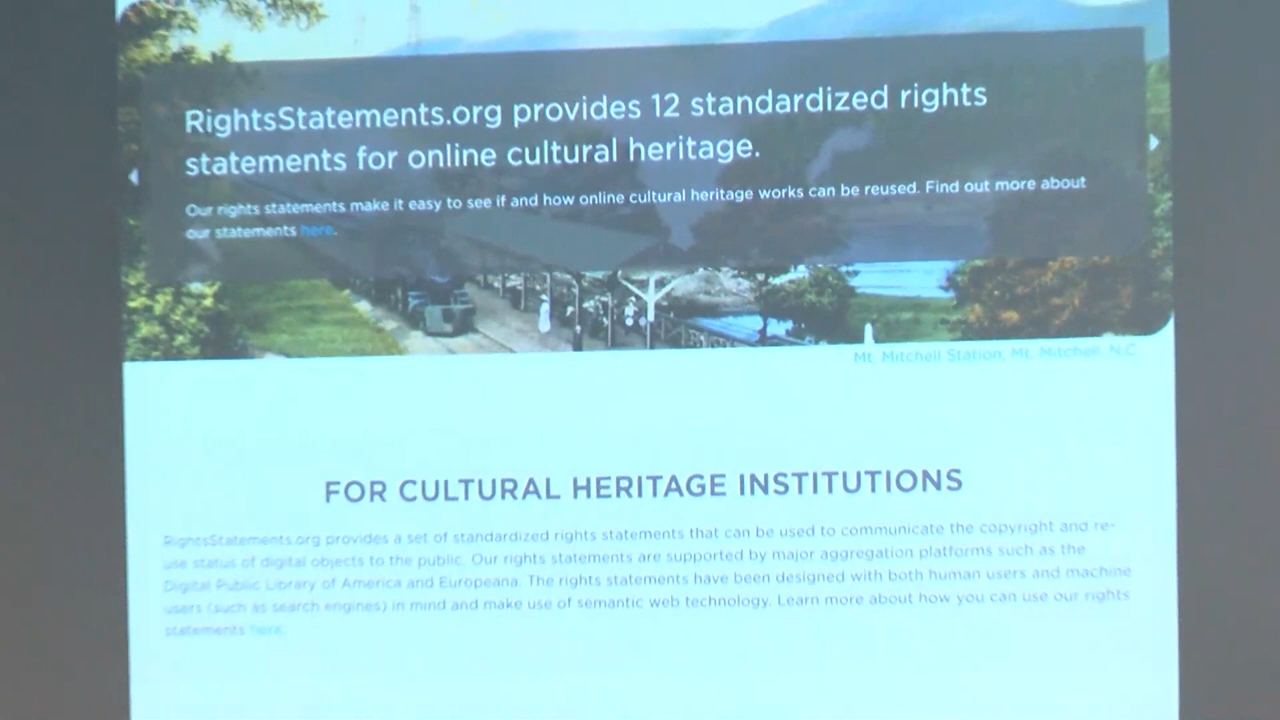 RightsStatements.org provides 12 standardized rights
statements for online cultural heritage.
Our rights statements make it easy to see if and how online cultural heritage works can be reused. Find out more about
our statements here.
Mt. Mitchell Station, Mt. Mitchell, N.C.
FOR CULTURAL HERITAGE INSTITUTIONS
RightsStatements.org provides a set of standardized rights statements that can be used to communicate the copyright and re-
use status of digital objects to the public. Our rights statements are supported by major aggregation platforms such as the
Digital Public Library of America and Europeana. The rights statements have been designed with both human users and machine
users (such as search engines) in mind and make use of semantic web technology. Learn more about how you can use our rights
statements here.